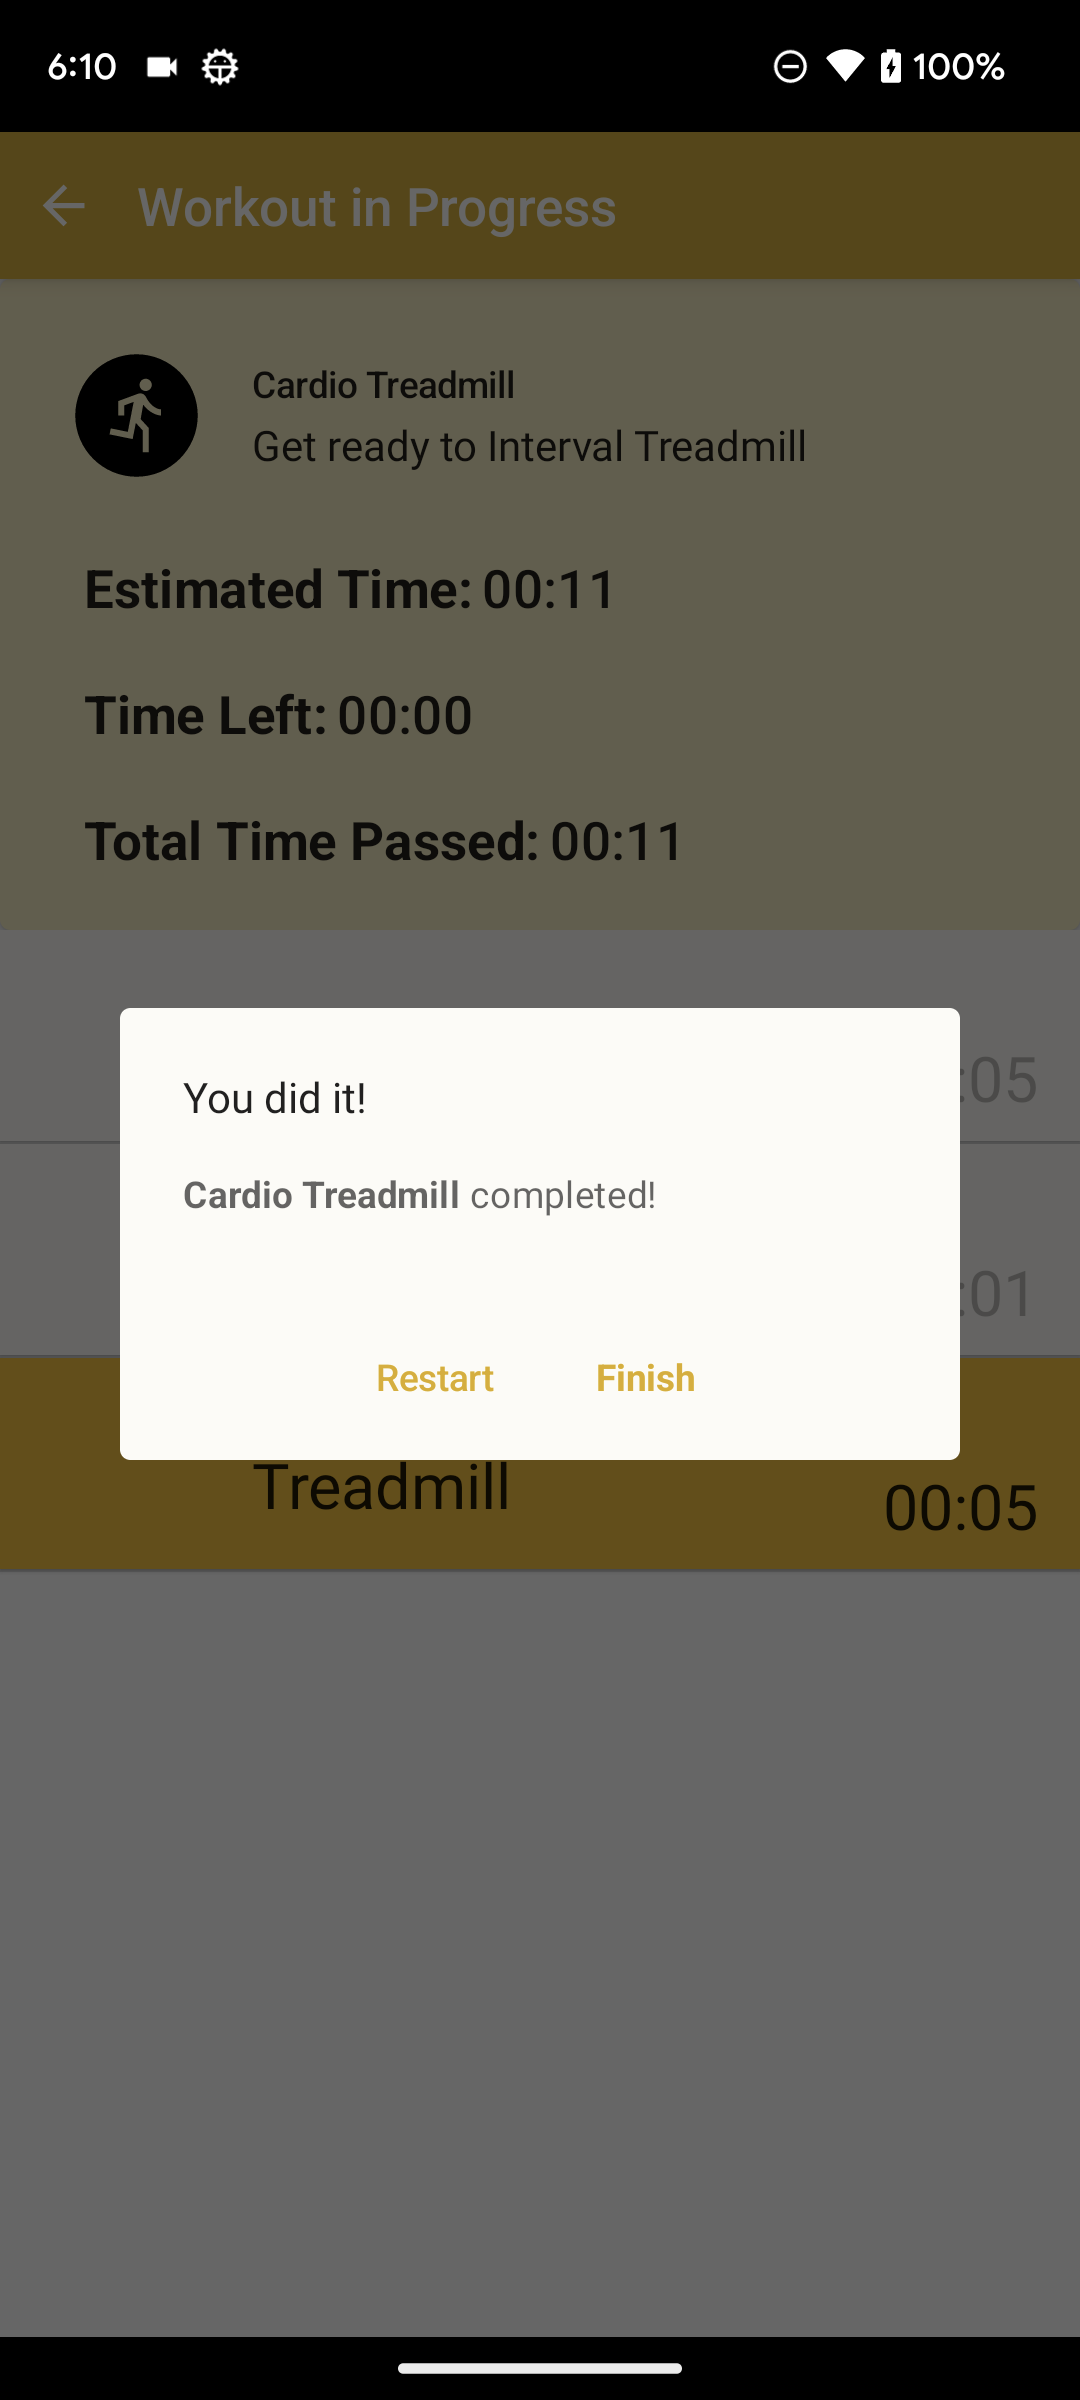 6:10 100%
Workout in Progress
Cardio Treadmill
Get ready to Interval Treadmill
Estimated Time: 00:11
Time Left: 00:00
Total Time Passed: 00:11
:05
You did it!
Cardio Treadmill completed!
:01
Restart Finish
Treadmill
00:05